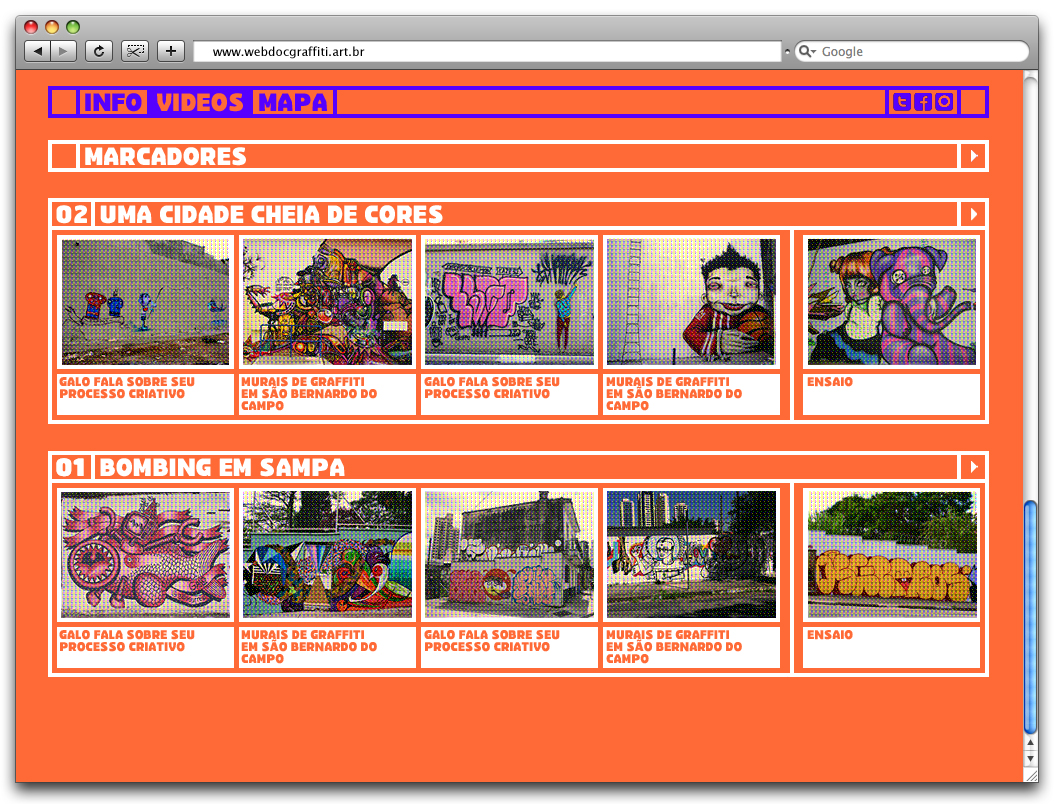 www.webdocgraffiti.art.br
Google
INFO VIDEOS MAPA
MARCADORES
02 UMA CIDADE CHEIA DE CORES
GALO FALA SOBRE SEU
PROCESSO CRIATIVO
MURAIS DE GRAFFITI
EM SÃO BERNARDO DO
CAMPO
GALO FALA SOBRE SEU
PROCESSO CRIATIVO
MURAIS DE GRAFFITI
EM SÃO BERNARDO DO
CAMPO
ENSAIO
01 BOMBING EM SAMPA
GALO FALA SOBRE SEU
PROCESSO CRIATIVO
MURAIS DE GRAFFITI
EM SÃO BERNARDO DO
CAMPO
GALO FALA SOBRE SEU
PROCESSO CRIATIVO
MURAIS DE GRAFFITI
EM SÃO BERNARDO DO
CAMPO
ENSAIO